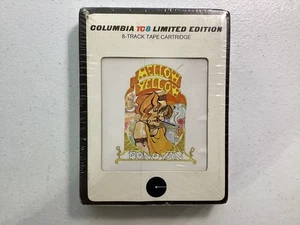 COLUMBIA TC8 LIMITED EDITION
8-TRACK TAPE CARTRIDGE
MELLOW
YELLOW
DONOVAN